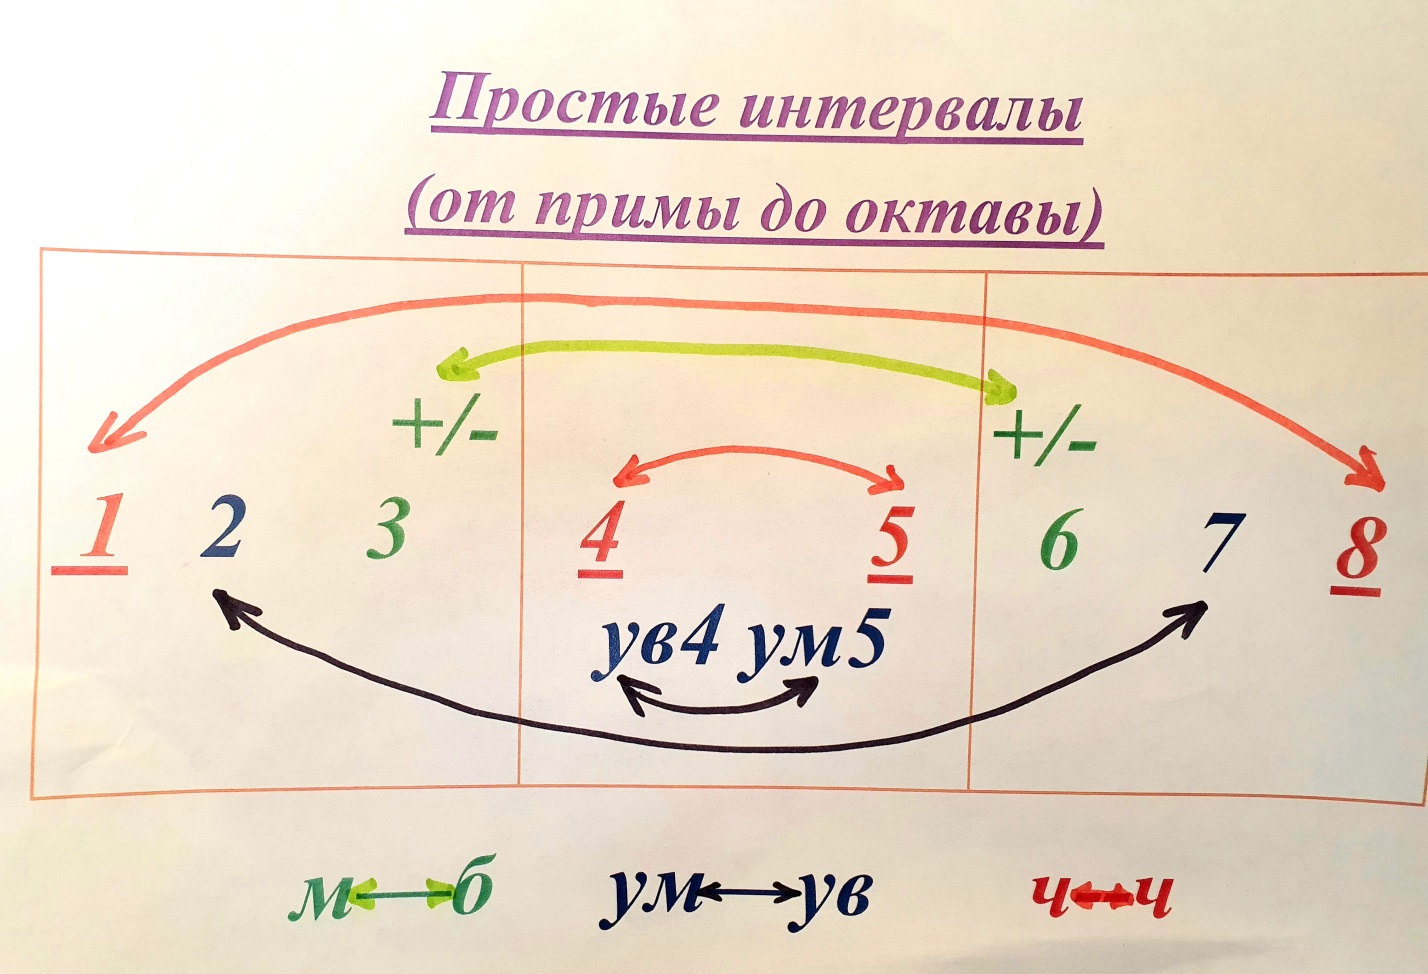 Простые интервалы
(от примы до октавы)
+/- +/-
1 2 3 4 5 6 7 8
ув4 ум5
м б ум ув ч ч